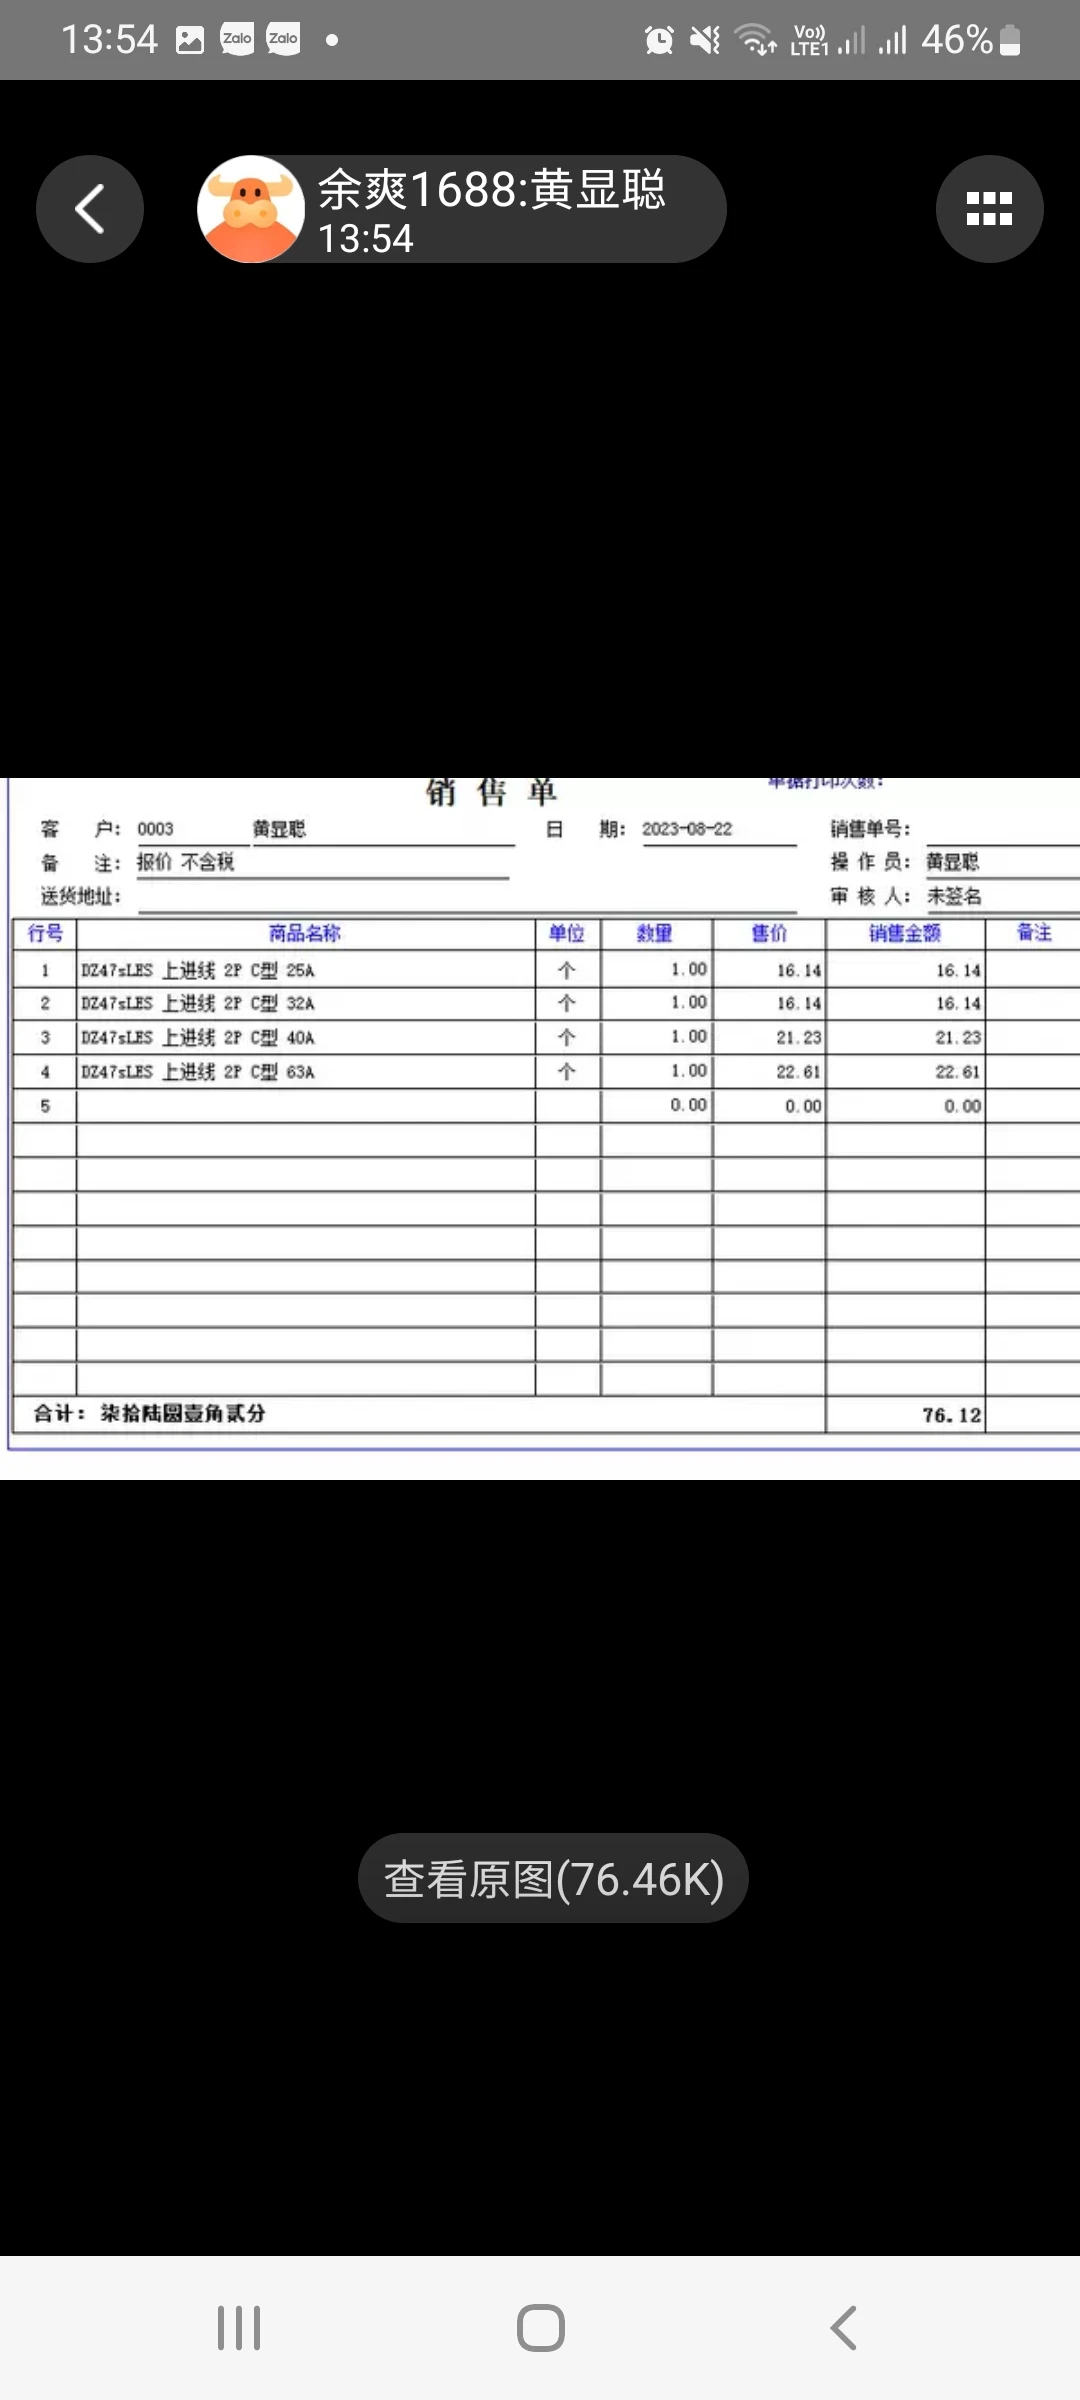 13:54 Zalo Zalo Vo)) LTE1 46%
余爽1688:黄显聪
13:54
销售单
单据打印次数:
客户: 0003 黄显聪 日期: 2023-08-22 销售单号:
备注: 报价 不含税 操作员: 黄显聪
送货地址: 审核人: 未签名
行号 商品名称 单位 数量 售价 销售金额 备注
1 DZ47sLES 上进线 2P C型 25A 个 1.00 16.14 16.14
2 DZ47sLES 上进线 2P C型 32A 个 1.00 16.14 16.14
3 DZ47sLES 上进线 2P C型 40A 个 1.00 21.23 21.23
4 DZ47sLES 上进线 2P C型 63A 个 1.00 22.61 22.61
5 0.00 0.00 0.00
合计: 柒拾陆圆壹角贰分 76.12
查看原图(76.46K)